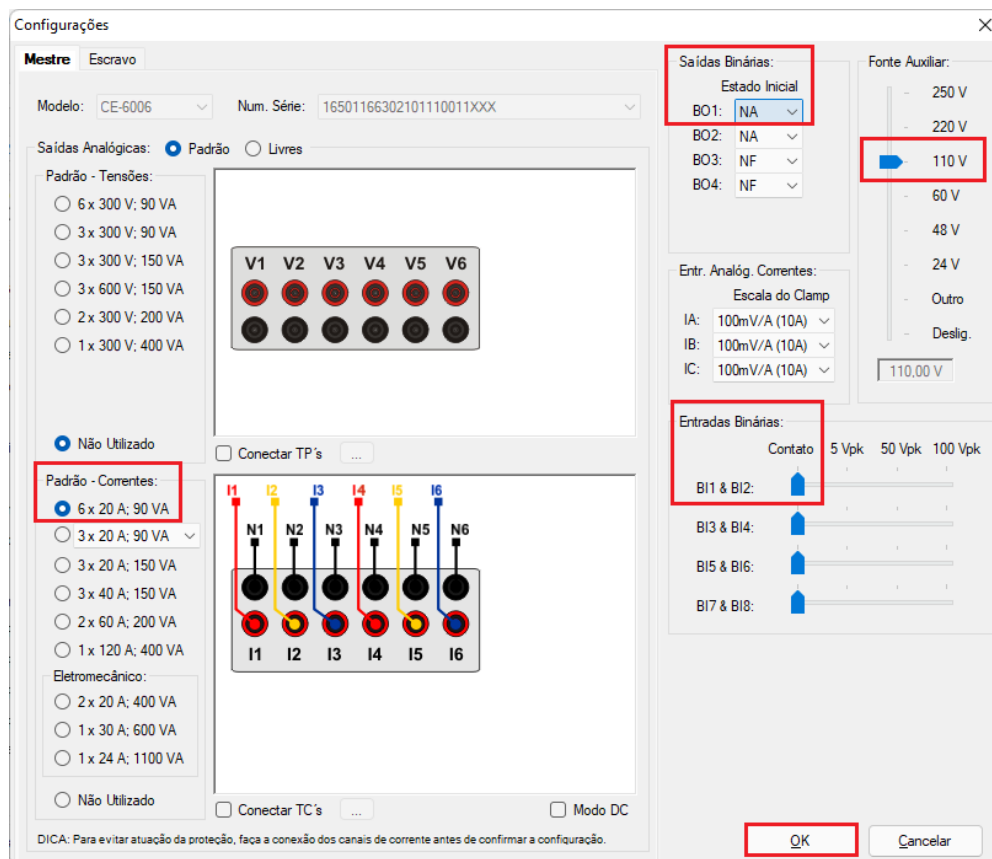 Configurações
Mestre Escravo
Modelo: CE-6006 Num. Série: 16501166302101110011XXX
Saídas Analógicas: Padrão Livres
Padrão - Tensões:
6 x 300 V; 90 VA
3 x 300 V; 90 VA
3 x 300 V; 150 VA
3 x 600 V; 150 VA
2 x 300 V; 200 VA
1 x 300 V; 400 VA
Não Utilizado
V1 V2 V3 V4 V5 V6
Conectar TP´s ...
Padrão - Correntes:
6 x 20 A; 90 VA
3 x 20 A; 90 VA
3 x 20 A; 150 VA
3 x 40 A; 150 VA
2 x 60 A; 200 VA
1 x 120 A; 400 VA
Eletromecânico:
2 x 20 A; 400 VA
1 x 30 A; 600 VA
1 x 24 A; 1100 VA
Não Utilizado
I1 I2 I3 I4 I5 I6
N1 N2 N3 N4 N5 N6
I1 I2 I3 I4 I5 I6
Conectar TC´s ... Modo DC
DICA: Para evitar atuação da proteção, faça a conexão dos canais de corrente antes de confirmar a configuração.
Saídas Binárias:
Estado Inicial
BO1: NA
BO2: NA
BO3: NF
BO4: NF
Fonte Auxiliar:
250 V
220 V
110 V
60 V
48 V
24 V
Outro
Deslig.
110,00 V
Entr. Analóg. Correntes:
Escala do Clamp
IA: 100mV/A (10A)
IB: 100mV/A (10A)
IC: 100mV/A (10A)
Entradas Binárias:
Contato 5 Vpk 50 Vpk 100 Vpk
BI1 & BI2:
BI3 & BI4:
BI5 & BI6:
BI7 & BI8:
OK Cancelar